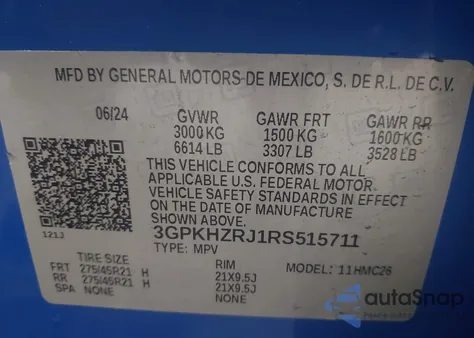 MFD BY GENERAL MOTORS DE MEXICO, S. DE R.L. DE C.V.
06/24 GVWR GAWR FRT GAWR RR
3000 KG 1500 KG 1600 KG
6614 LB 3307 LB 3528 LB
THIS VEHICLE CONFORMS TO ALL
APPLICABLE U.S. FEDERAL MOTOR
VEHICLE SAFETY STANDARDS IN EFFECT
ON THE DATE OF MANUFACTURE
SHOWN ABOVE.
121J
3GPKHZRJ1RS515711
TYPE: MPV
TIRE SIZE RIM MODEL: 11HMC26
FRT 275/45R21 H 21X9.5J
RR 275/45R21 H 21X9.5J
SPA NONE NONE
autoSnap